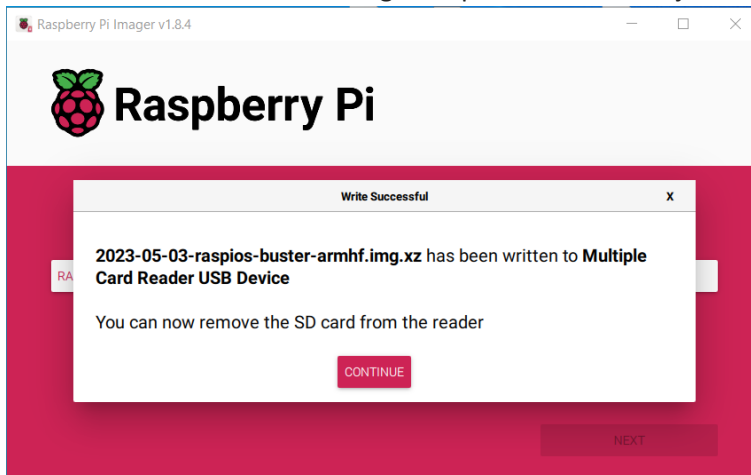 Raspberry Pi Imager v1.8.4
Raspberry Pi
Write Successful
X
2023-05-03-raspios-buster-armhf.img.xz has been written to Multiple
Card Reader USB Device
RA
You can now remove the SD card from the reader
CONTINUE
NEXT